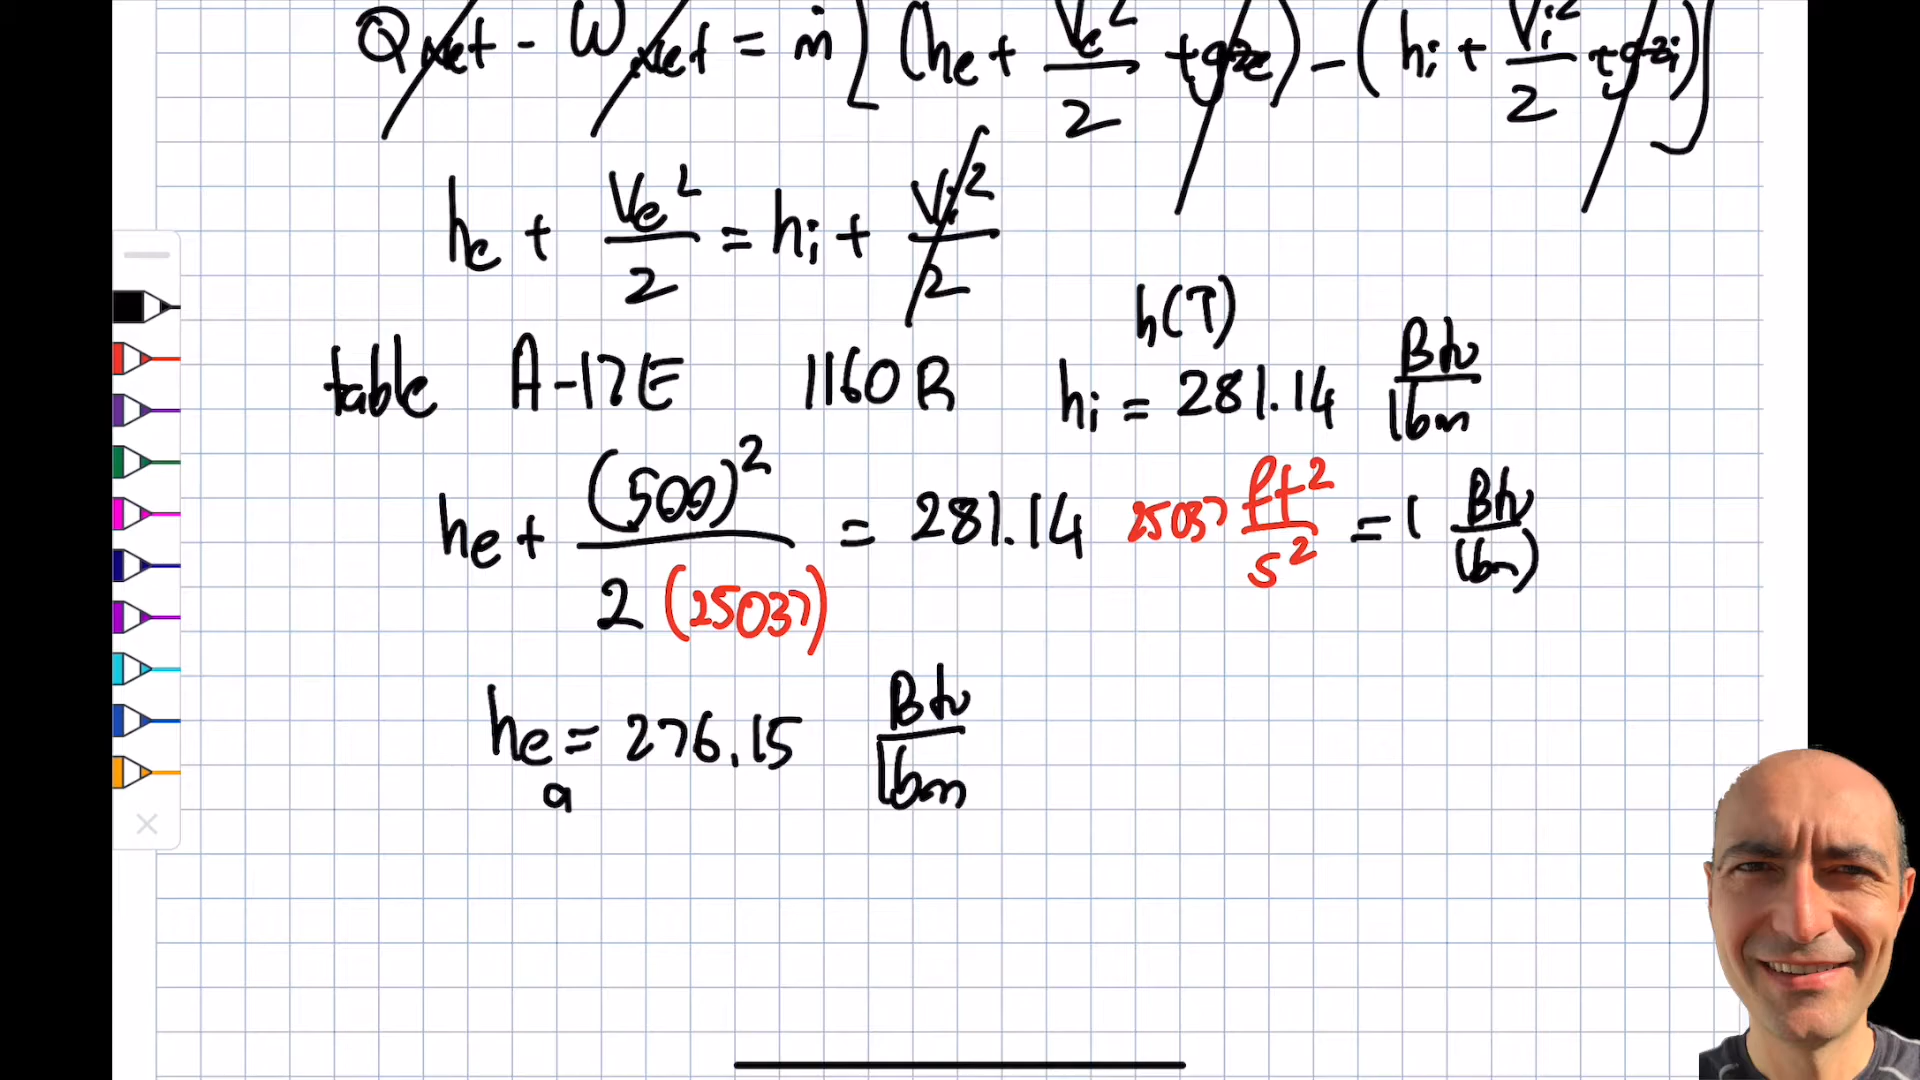 Qnet - Wnet = ṁ[(he + Ve²/2 + gze) - (hi + Vi²/2 + gzi)]
he + Ve²/2 = hi + Vi²/2
h(T)
table A-17E 1160R hi = 281.14 Btu/lbm
he + (500)²/2(25037) = 281.14 25037 ft²/s² = 1 Btu/lbm)
he = 276.15 Btu/lbm
a